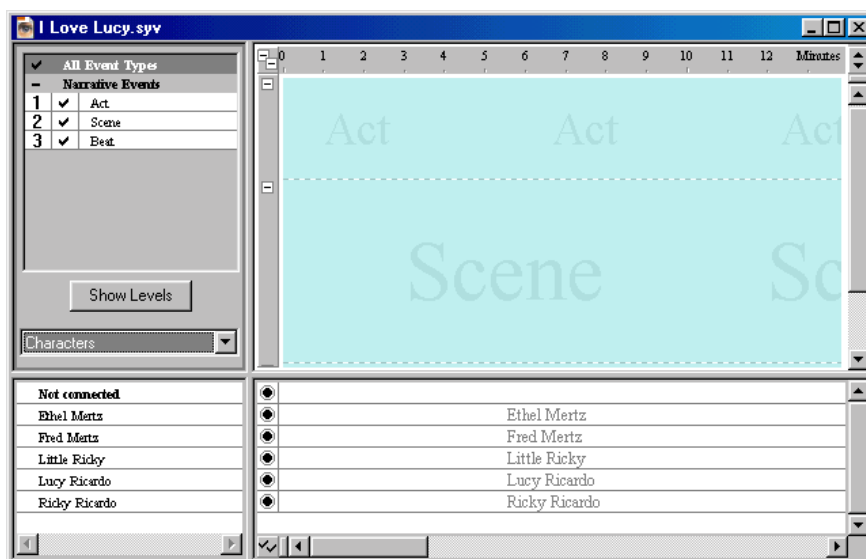 I Love Lucy.syv
All Event Types
Narrative Events
1 Act
2 Scene
3 Beat
Show Levels
Characters
0 1 2 3 4 5 6 7 8 9 10 11 12 Minutes
Act Act Act
Scene Sc
Not connected
Ethel Mertz
Fred Mertz
Little Ricky
Lucy Ricardo
Ricky Ricardo
Ethel Mertz
Fred Mertz
Little Ricky
Lucy Ricardo
Ricky Ricardo